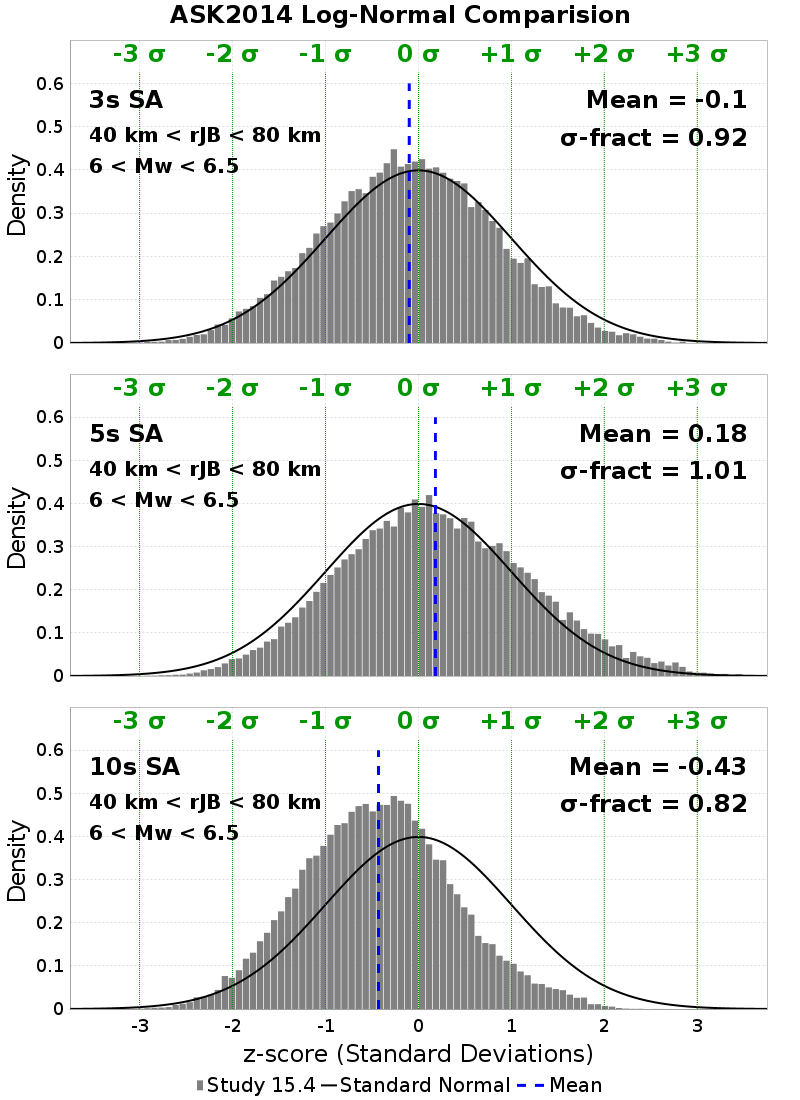 ASK2014 Log-Normal Comparision
-3 σ -2 σ -1 σ 0 σ +1 σ +2 σ +3 σ
0.6
3s SA
Mean = -0.1
0.5
40 km < rJB < 80 km
σ-fract = 0.92
6 < Mw < 6.5
0.4
0.3
0.2
0.1
0
Density
-3 σ -2 σ -1 σ 0 σ +1 σ +2 σ +3 σ
0.6
5s SA
Mean = 0.18
0.5
40 km < rJB < 80 km
σ-fract = 1.01
6 < Mw < 6.5
0.4
0.3
0.2
0.1
0
Density
-3 σ -2 σ -1 σ 0 σ +1 σ +2 σ +3 σ
0.6
10s SA
Mean = -0.43
0.5
40 km < rJB < 80 km
σ-fract = 0.82
6 < Mw < 6.5
0.4
0.3
0.2
0.1
0
Density
-3 -2 -1 0 1 2 3
z-score (Standard Deviations)
Study 15.4 Standard Normal Mean